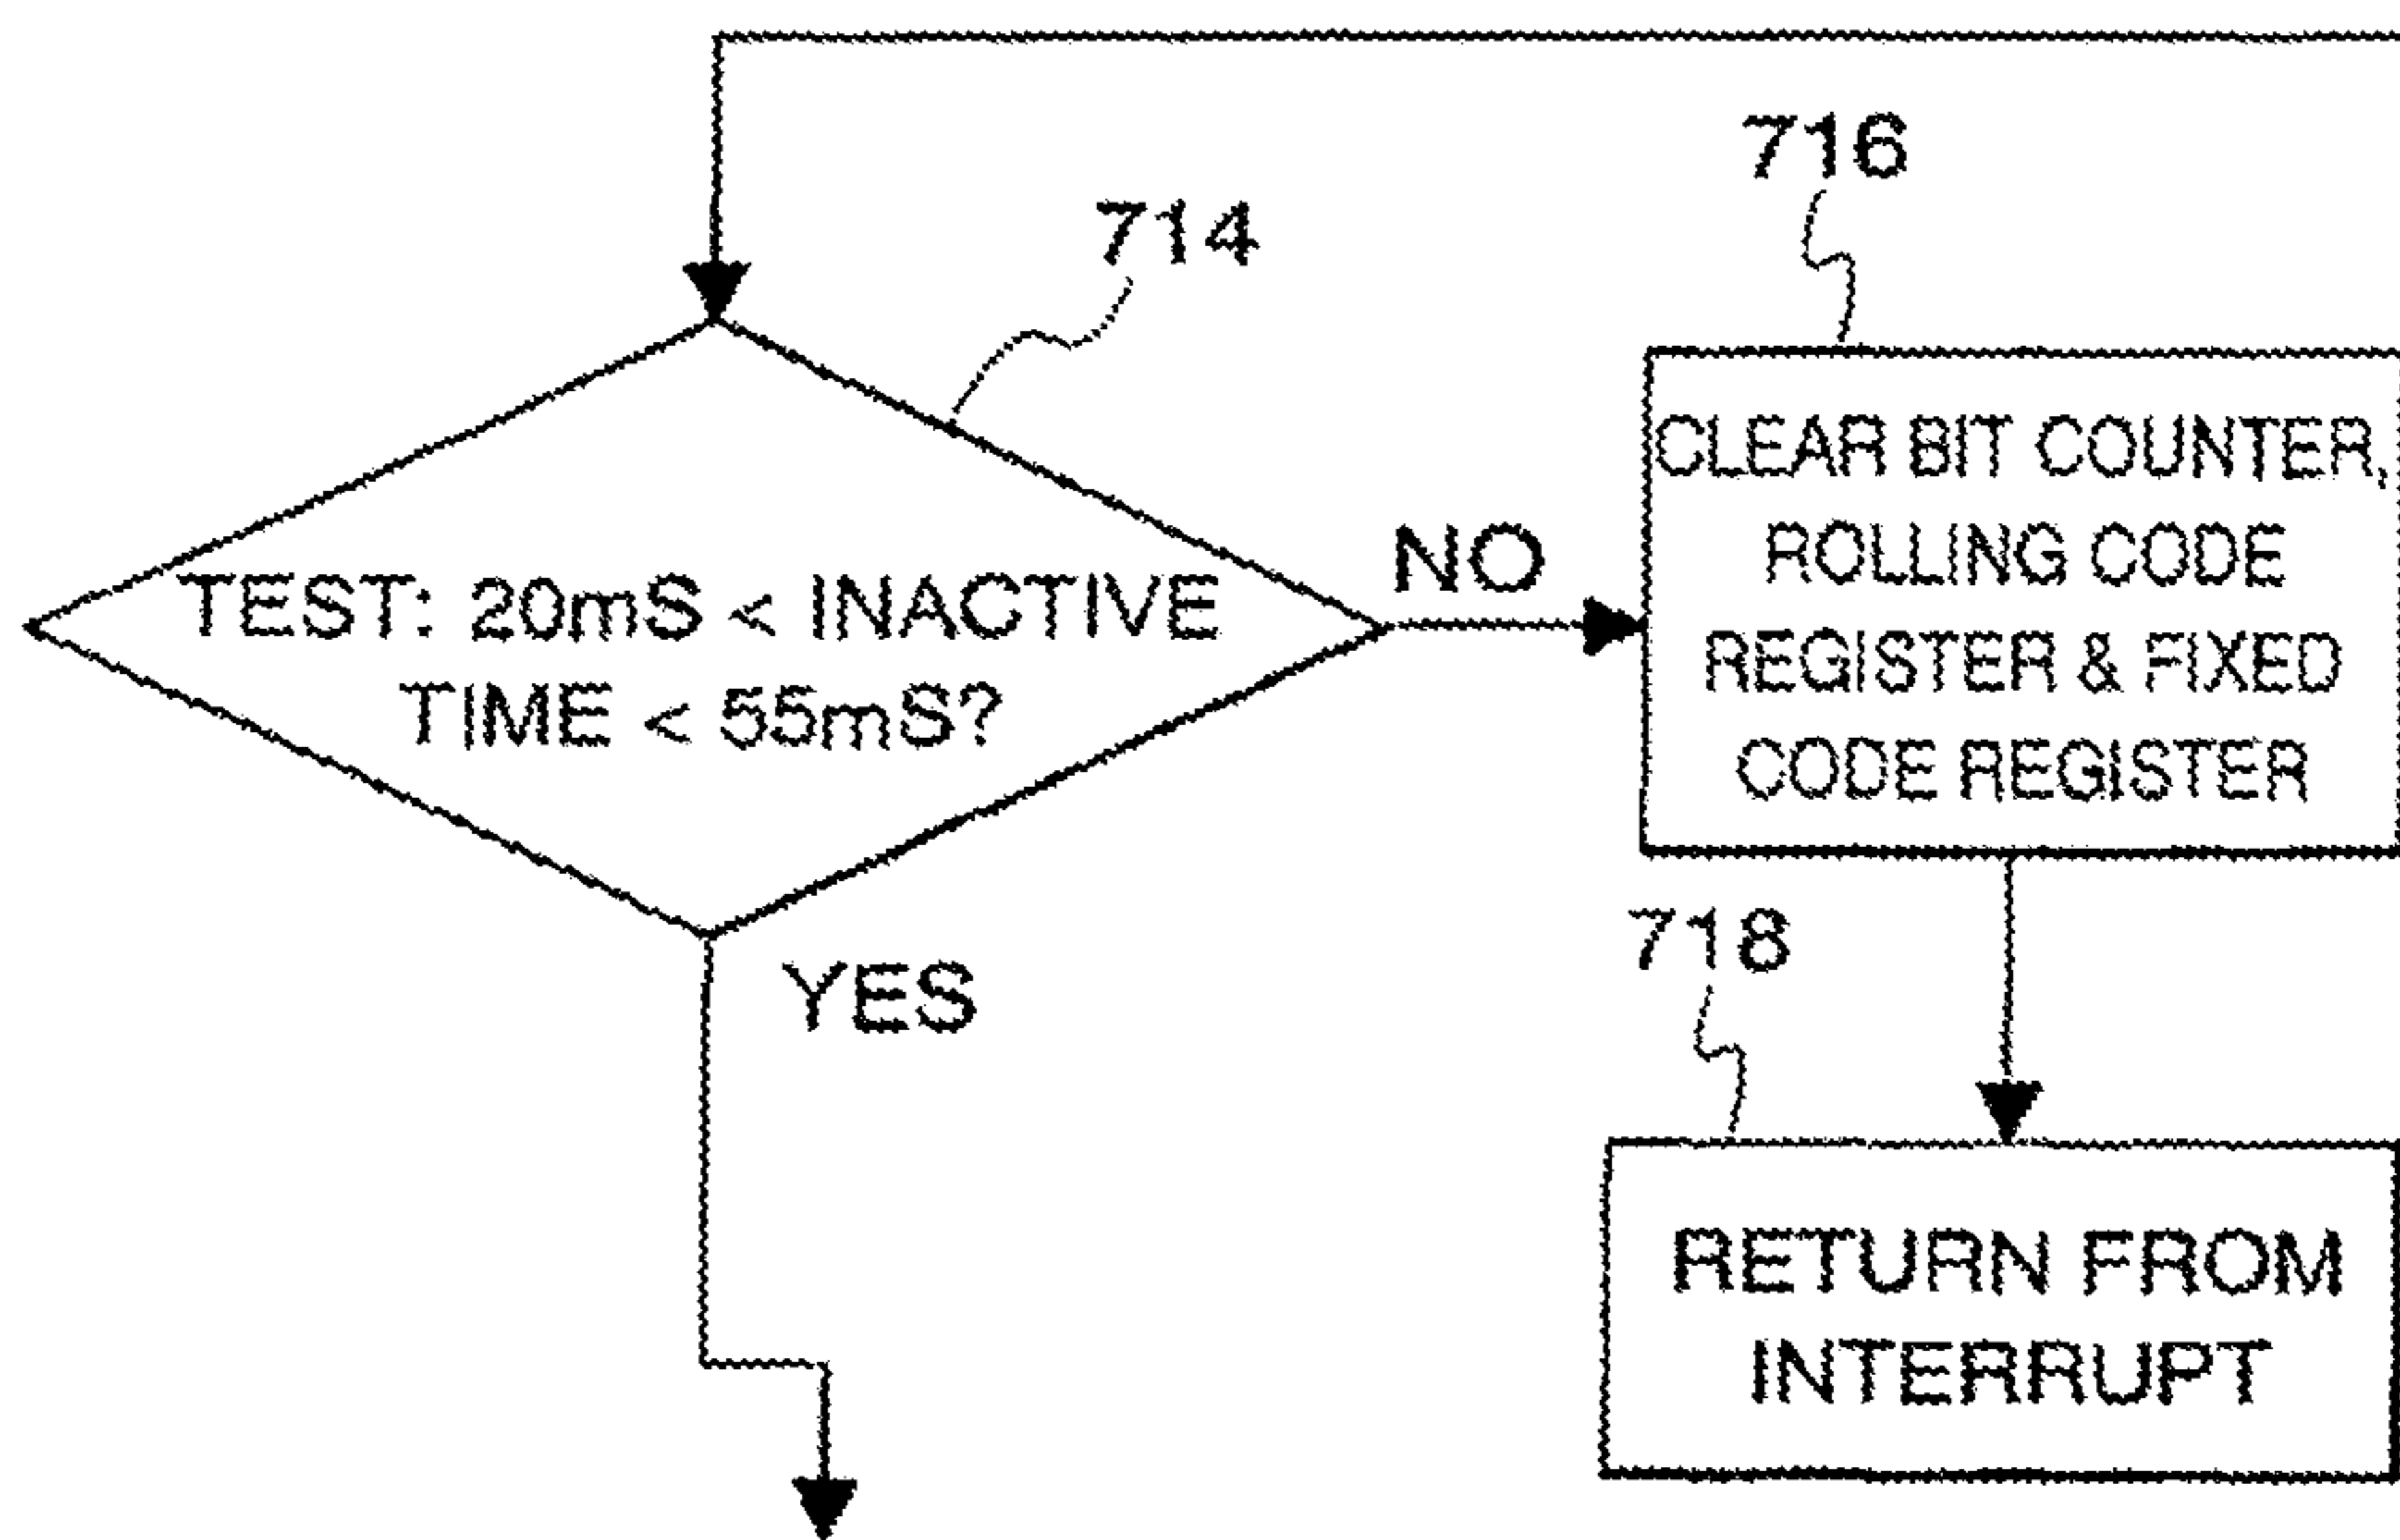 716
714
CLEAR BIT COUNTER,
ROLLING CODE
REGISTER & FIXED
CODE REGISTER
NO
TEST: 20mS < INACTIVE
TIME < 55mS?
YES
718
RETURN FROM
INTERRUPT